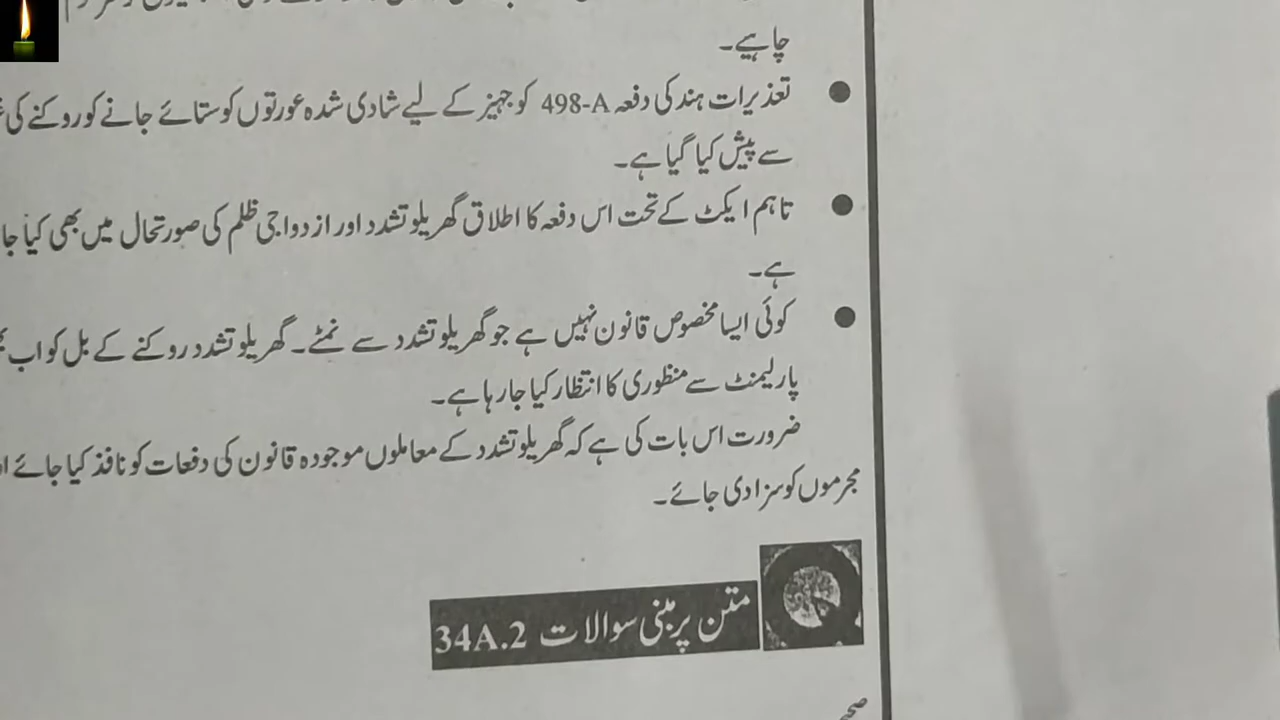 چاہیے۔
تعذیرات ہند کی دفعہ 498-A کو جہیز کے لیے شادی شدہ عورتوں کو ستائے جانے کو روکنے کی
سے پیش کیا گیا ہے۔
تاہم ایکٹ کے تحت اس دفعہ کا اطلاق گھریلو تشدد اور ازدواجی ظلم کی صورتحال میں بھی کیا جا
ہے۔
کوئی ایسا مخصوص قانون نہیں ہے جو گھریلو تشدد سے نمٹے۔ گھریلو تشدد روکنے کے بل کو اب
پارلیمنٹ سے منظوری کا انتظار کیا جا رہا ہے۔
ضرورت اس بات کی ہے کہ گھریلو تشدد کے معاملوں موجودہ قانون کی دفعات کو نافذ کیا جائے
مجرموں کو سزا دی جائے۔
متن پر مبنی سوالات 34A.2